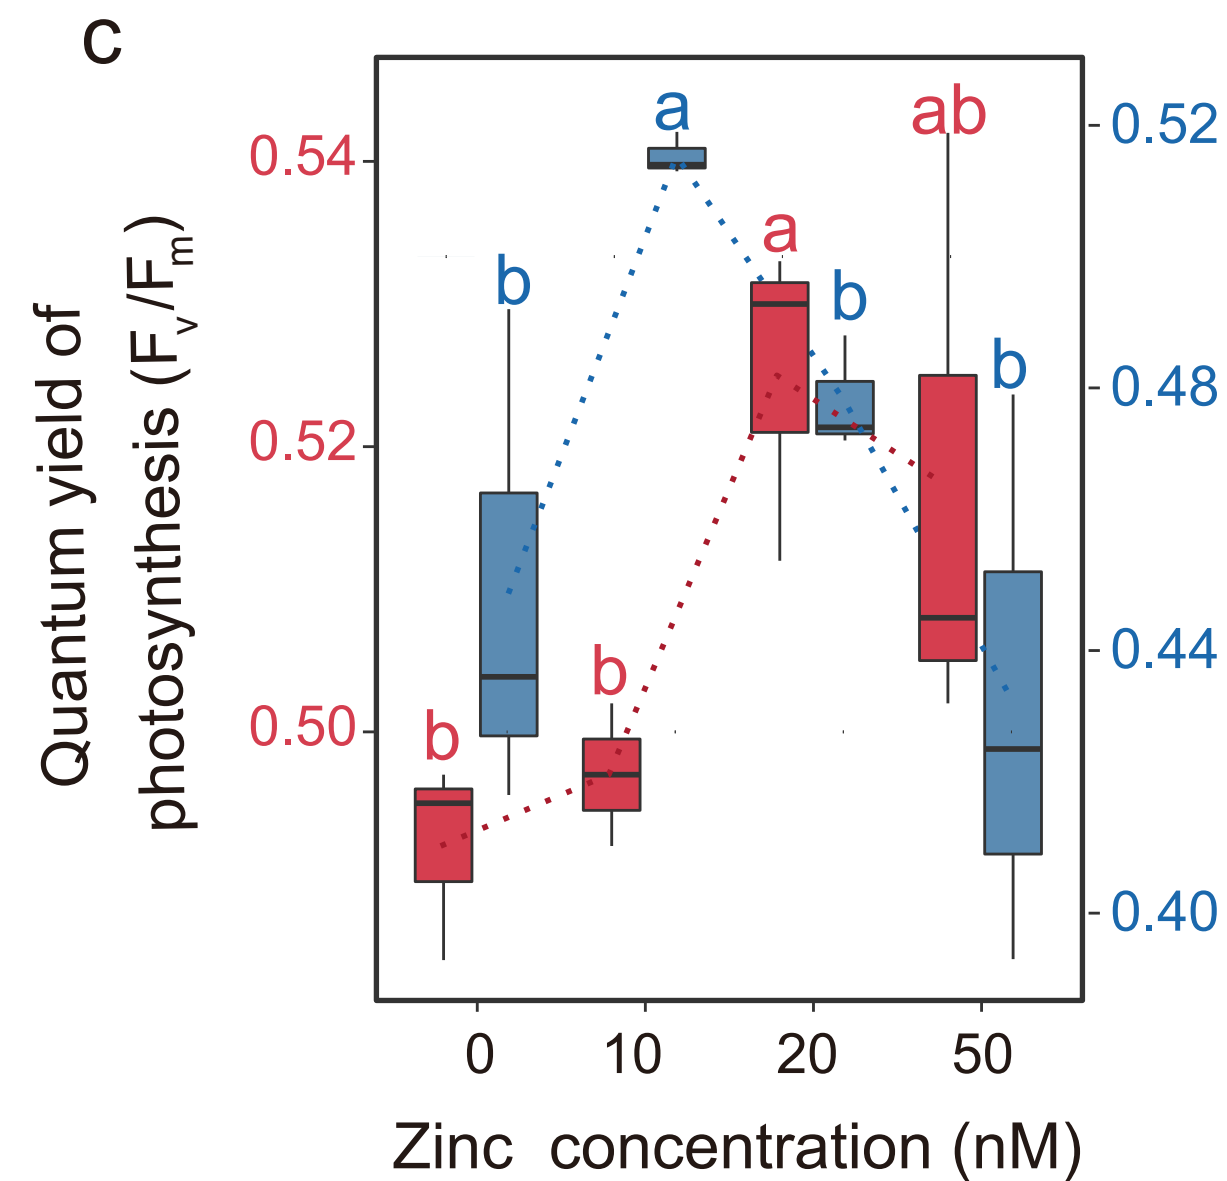 c
Quantum yield of
photosynthesis (Fv/Fm)
0.54
0.52
0.50
0.52
0.48
0.44
0.40
b
b
b
a
a
b
ab
b
0
10
20
50
Zinc concentration (nM)